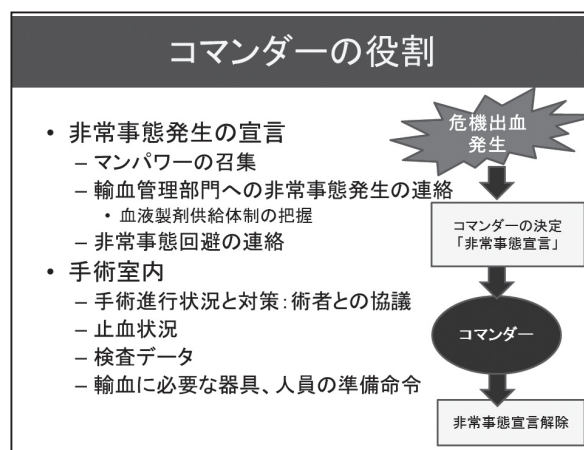 コマンダーの役割
• 非常事態発生の宣言
– マンパワーの召集
– 輸血管理部門への非常事態発生の連絡
• 血液製剤供給体制の把握
– 非常事態回避の連絡
• 手術室内
– 手術進行状況と対策:術者との協議
– 止血状況
– 検査データ
– 輸血に必要な器具、人員の準備命令
危機出血
発生
コマンダーの決定
「非常事態宣言」
コマンダー
非常事態宣言解除